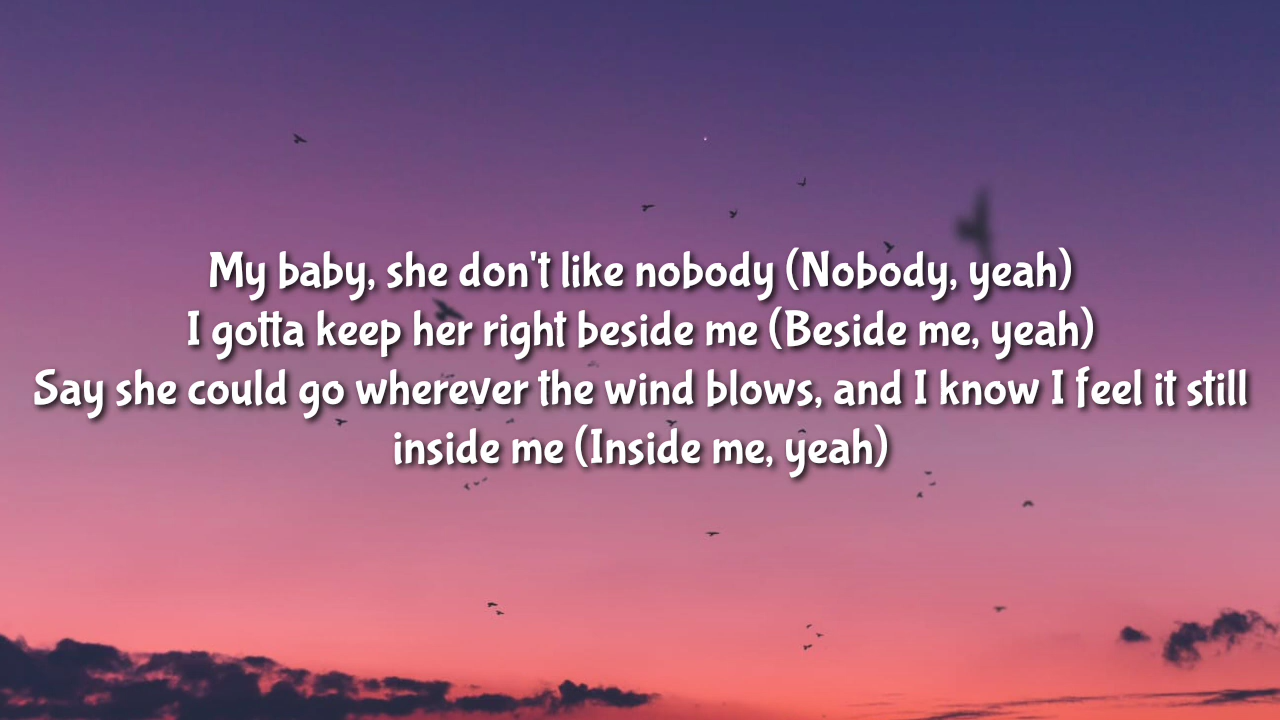 My baby, she don't like nobody (Nobody, yeah)
I gotta keep her right beside me (Beside me, yeah)
Say she could go wherever the wind blows, and I know I feel it still
inside me (Inside me, yeah)